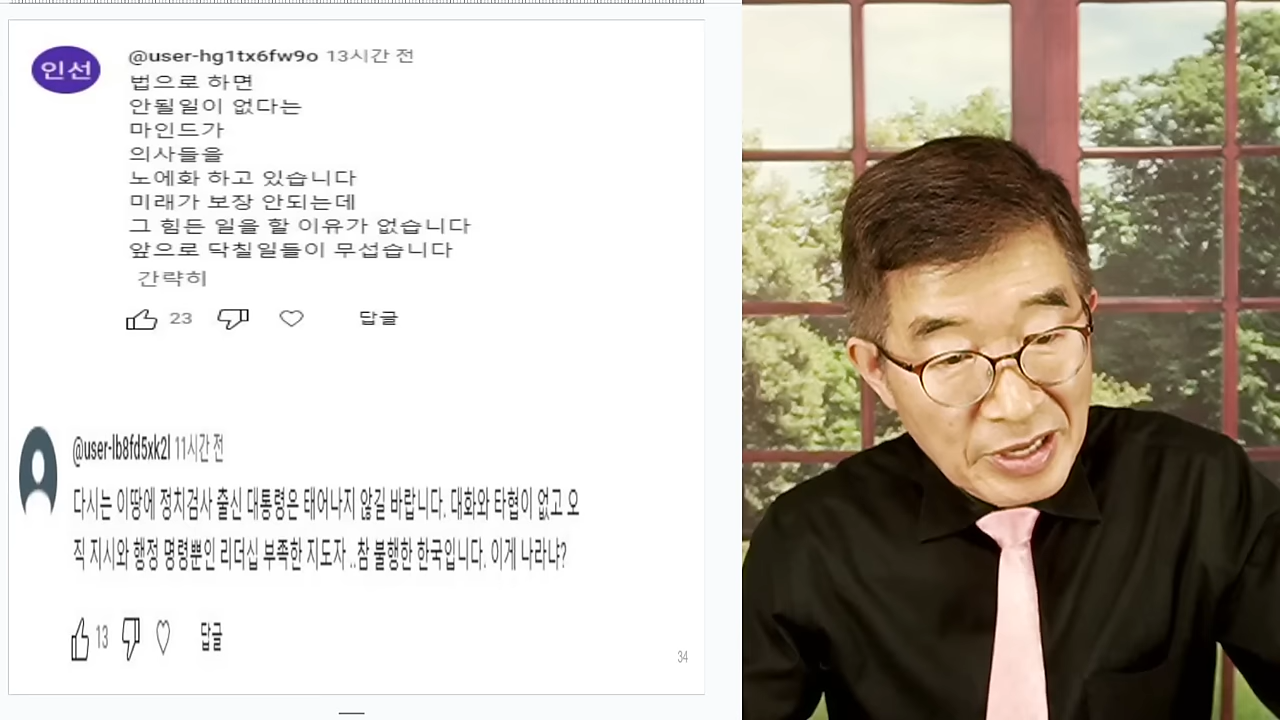 인선
@user-hg1tx6fw9o 13시간 전
법으로 하면
안될일이 없다는
마인드가
의사들을
노에화 하고 있습니다
미래가 보장 안되는데
그 힘든 일을 할 이유가 없습니다
앞으로 닥칠일들이 무섭습니다
간략히
23 답글
@user-lb8fd5xk2l 11시간 전
다시는 이땅에 정치검사 출신 대통령은 태어나지 않길 바랍니다. 대화와 타협이 없고 오
직 지시와 행정 명령뿐인 리더십 부족한 지도자 ..참 불행한 한국입니다. 이게 나라냐?
13 답글
34